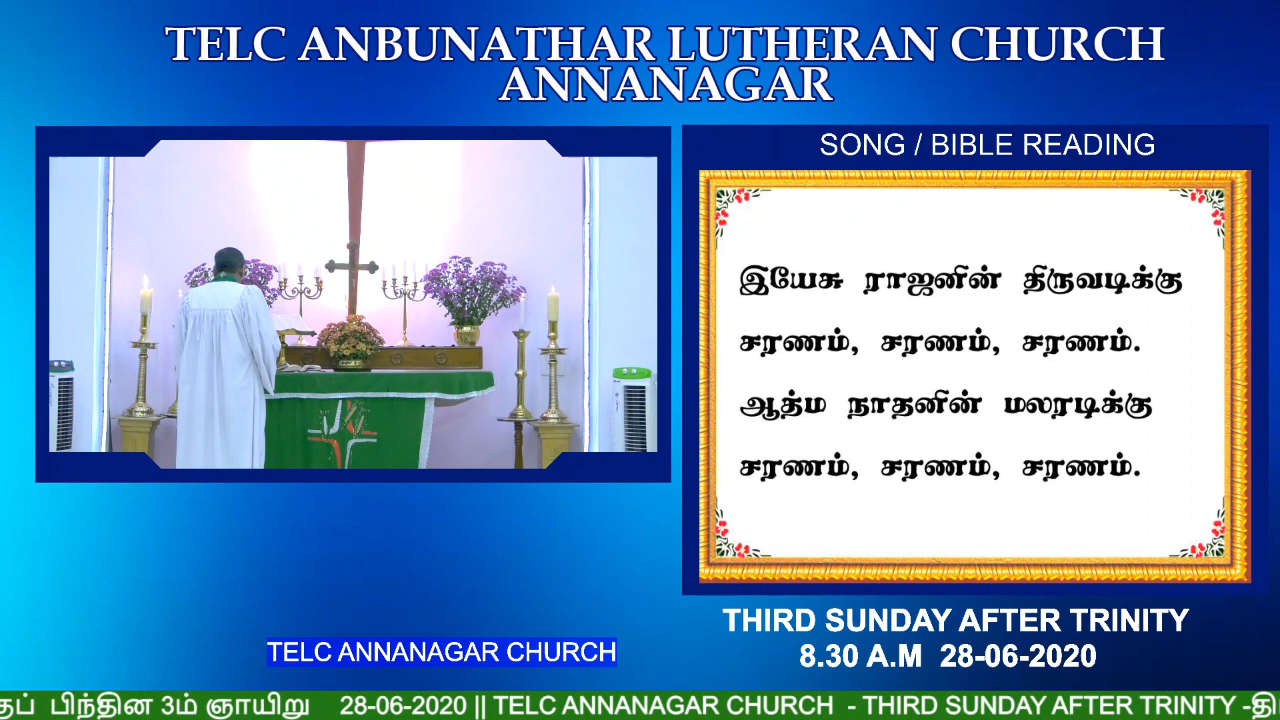 TELC ANBUNATHAR LUTHERAN CHURCH
ANNANAGAR
SONG / BIBLE READING
இயேசு ராஜனின் திருவடிக்கு
சரணம், சரணம், சரணம்.
ஆத்ம நாதனின் மலரடிக்கு
சரணம், சரணம், சரணம்.
THIRD SUNDAY AFTER TRINITY
8.30 A.M 28-06-2020
TELC ANNANAGAR CHURCH
பிந்தின 3ம் ஞாயிறு 28-06-2020 || TELC ANNANAGAR CHURCH - THIRD SUNDAY AFTER TRINITY -